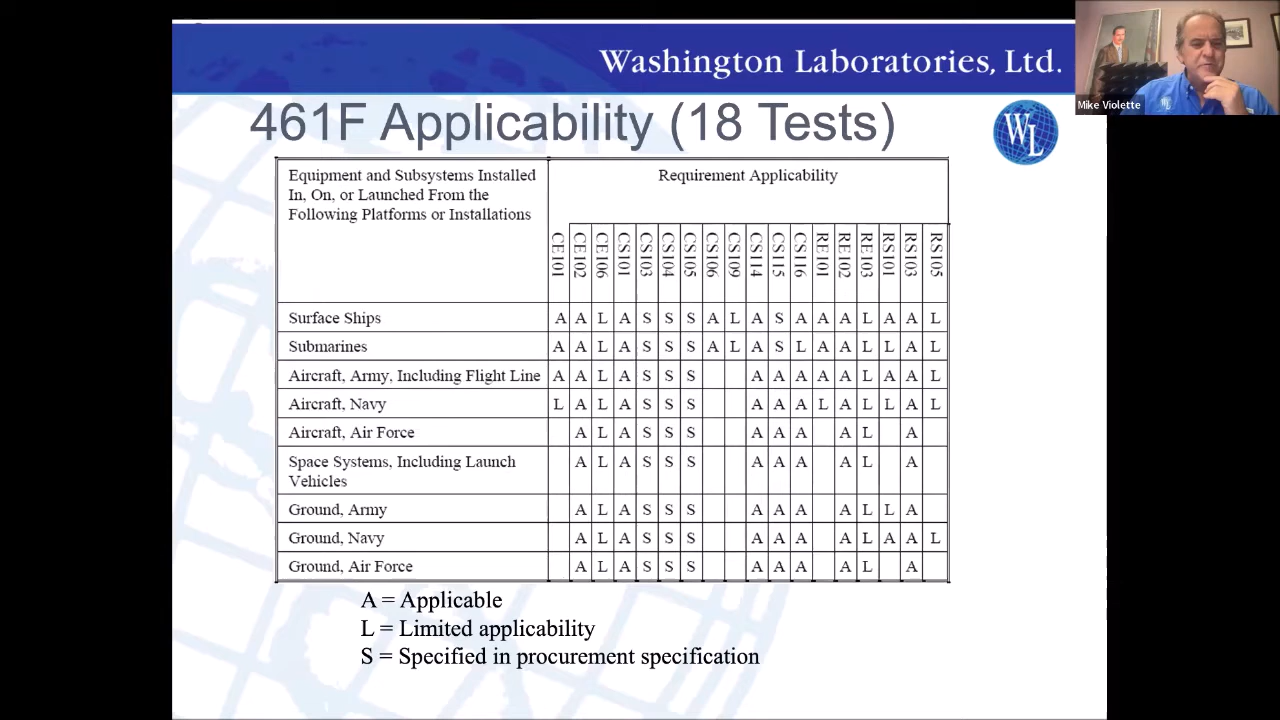 Washington Laboratories, Ltd.
Mike Violette
461F Applicability (18 Tests)
WL
Equipment and Subsystems Installed
In, On, or Launched From the
Following Platforms or Installations
Requirement Applicability
CE101 CE102 CE106 CS101 CS103 CS104 CS105 CS106 CS109 CS114 CS115 CS116 RE101 RE102 RE103 RS101 RS103 RS105
Surface Ships A A L A S S S A L A S A A A L A A L
Submarines A A L A S S S A L A S L A A L L A L
Aircraft, Army, Including Flight Line A A L A S S S A A A A A L A A L
Aircraft, Navy L A L A S S S A A A L A L L A L
Aircraft, Air Force A L A S S S A A A A L A
Space Systems, Including Launch
Vehicles A L A S S S A A A A L A
Ground, Army A L A S S S A A A A L L A
Ground, Navy A L A S S S A A A A L A A L
Ground, Air Force A L A S S S A A A A L A
A = Applicable
L = Limited applicability
S = Specified in procurement specification